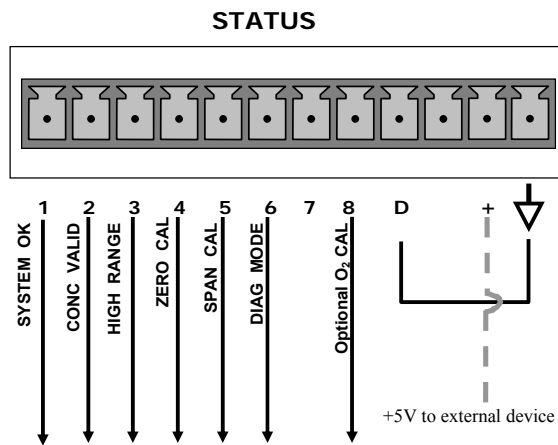 STATUS
1 2 3 4 5 6 7 8 D +
SYSTEM OK
CONC VALID
HIGH RANGE
ZERO CAL
SPAN CAL
DIAG MODE
Optional O₂ CAL
+5V to external device